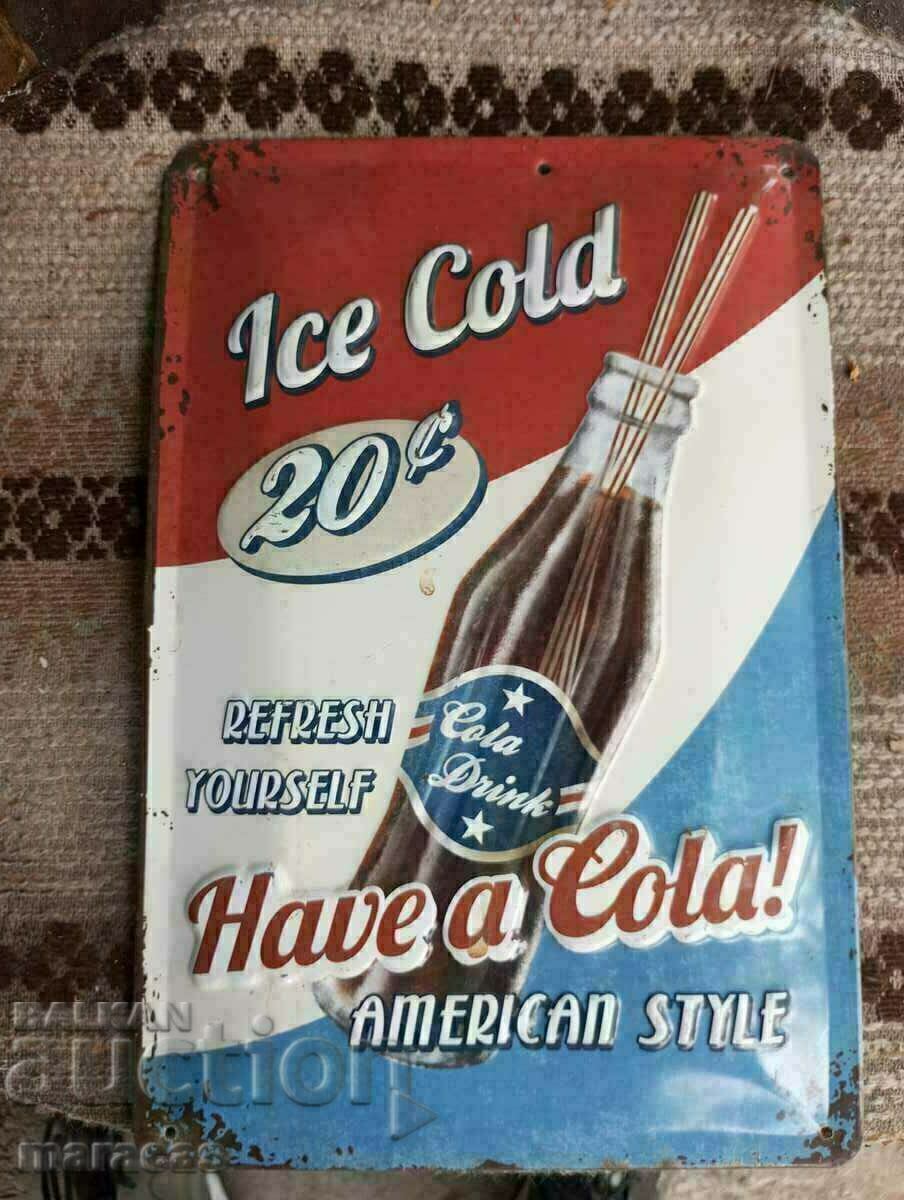 Ice Cold
20¢
REFRESH
YOURSELF
Cola
Drink
Have a Cola!
AMERICAN STYLE
BALKAN
auction
maracas